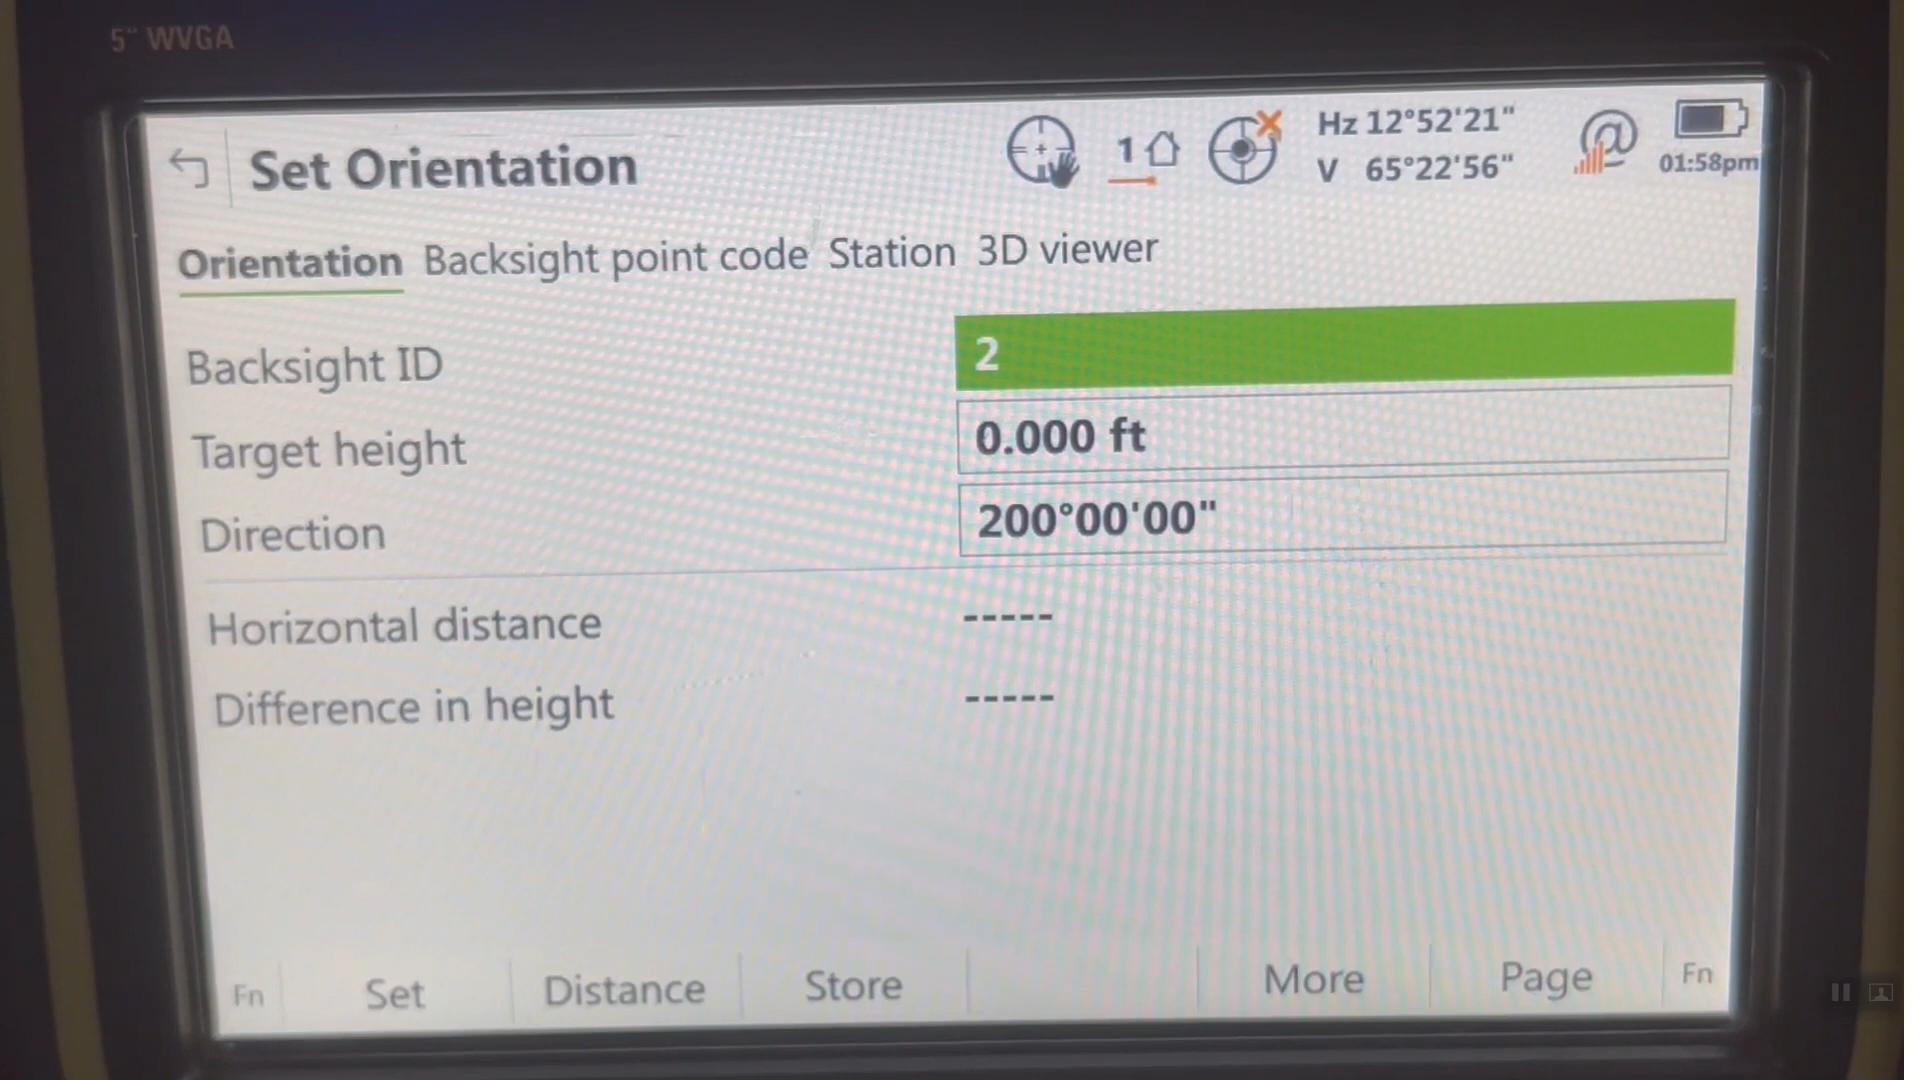 5" WVGA
Set Orientation
1
Hz 12°52'21"
V 65°22'56"
01:58pm
Orientation Backsight point code Station 3D viewer
Backsight ID 2
Target height 0.000 ft
Direction 200°00'00"
Horizontal distance -----
Difference in height -----
Fn Set Distance Store More Page Fn